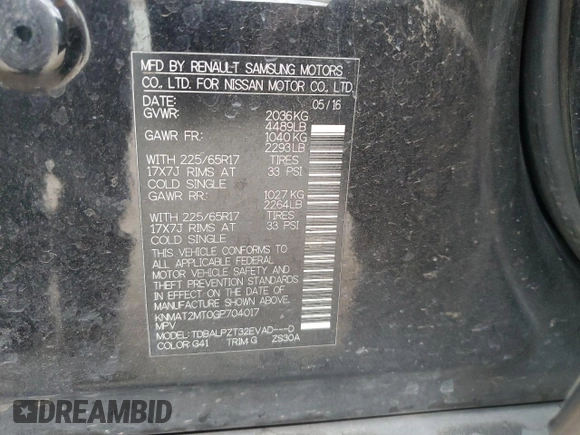 MFD BY RENAULT SAMSUNG MOTORS
CO., LTD. FOR NISSAN MOTOR CO., LTD.
DATE: 05/16
GVWR: 2036KG
4489LB
GAWR FR: 1040KG
2293LB
WITH 225/65R17 TIRES
17X7J RIMS AT 33 PSI
COLD SINGLE
GAWR RR: 1027KG
2264LB
WITH 225/65R17 TIRES
17X7J RIMS AT 33 PSI
COLD SINGLE
THIS VEHICLE CONFORMS TO
ALL APPLICABLE FEDERAL
MOTOR VEHICLE SAFETY AND
THEFT PREVENTION STANDARDS
IN EFFECT ON THE DATE OF
MANUFACTURE SHOWN ABOVE.
KNMAT2MT0GP704017
MPV
MODEL: TDBALPZT32EVAD---D
COLOR: G41 TRIM G ZS30A
DREAMBID